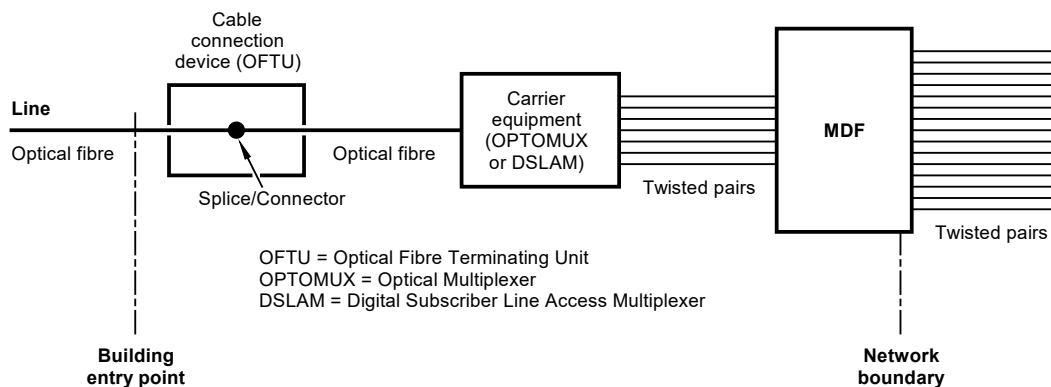 Cable
connection
device (OFTU)
Line
Optical fibre
Splice/Connector
Optical fibre
Carrier
equipment
(OPTOMUX
or DSLAM)
Twisted pairs
MDF
Twisted pairs
OFTU = Optical Fibre Terminating Unit
OPTOMUX = Optical Multiplexer
DSLAM = Digital Subscriber Line Access Multiplexer
Building
entry point
Network
boundary